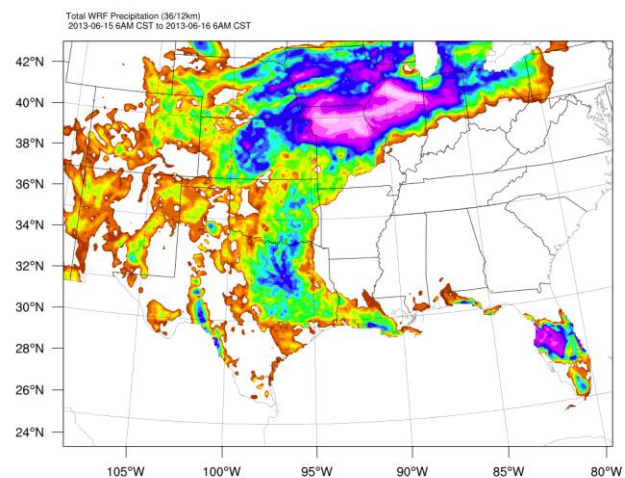 Total WRF Precipitation (36/12km)
2013-06-15 6AM CST to 2013-06-16 6AM CST
42°N
40°N
38°N
36°N
34°N
32°N
30°N
28°N
26°N
24°N
105°W 100°W 95°W 90°W 85°W 80°W